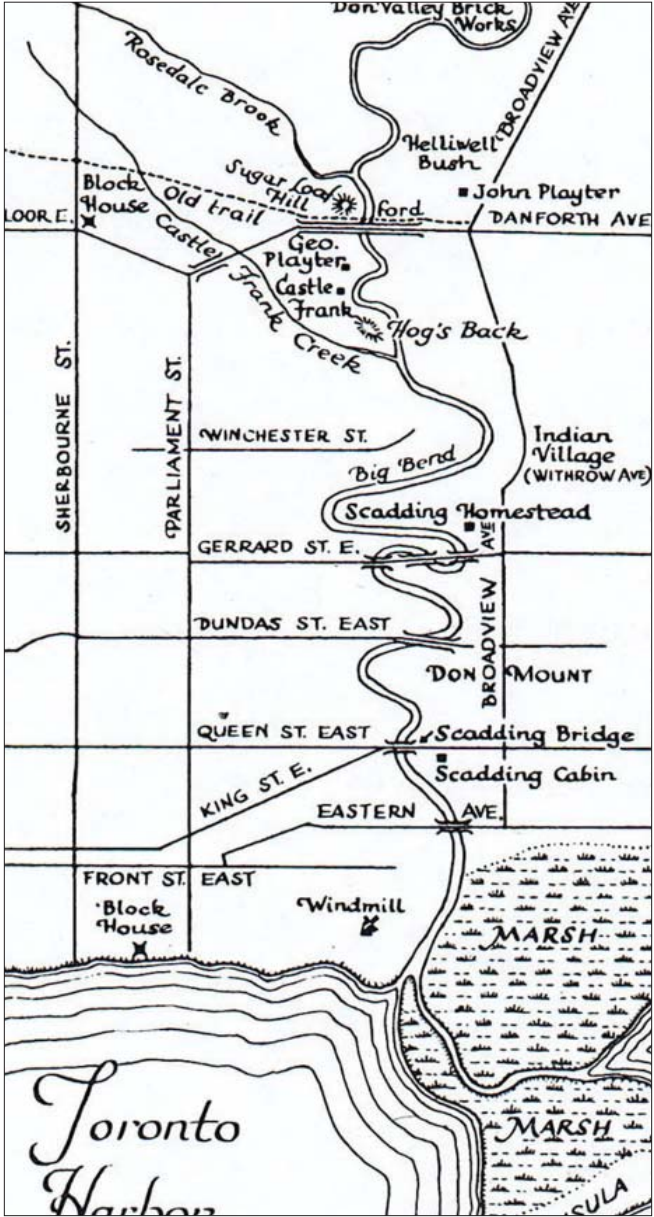 Don Valley Brick
Works
Rosedale Brook
BROADVIEW AVE
Helliwell
Bush
Sugar Loaf
Hill
John Playter
Block
House
Old trail
ford
LOOR E.
DANFORTH AVE
Geo.
Playter
Castle
Frank
Castle Frank Creek
Hog's Back
SHERBOURNE ST.
PARLIAMENT ST.
WINCHESTER ST.
Big Bend
Indian
Village
(WITHROW AVE)
Scadding Homestead
GERRARD ST. E.
BROADVIEW AVE
DUNDAS ST. EAST
DON MOUNT
QUEEN ST. EAST
Scadding Bridge
Scadding Cabin
KING ST. E.
EASTERN AVE.
FRONT ST. EAST
Block
House
Windmill
MARSH
Toronto
Harbor
MARSH
SULA